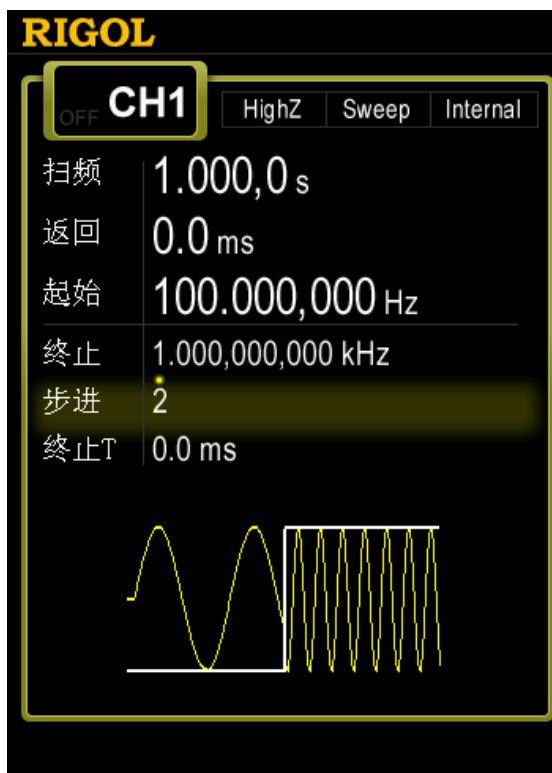 RIGOL
OFF CH1 HighZ Sweep Internal
扫频 1.000,0 s
返回 0.0 ms
起始 100.000,000 Hz
终止 1.000,000,000 kHz
步进 2
终止T 0.0 ms